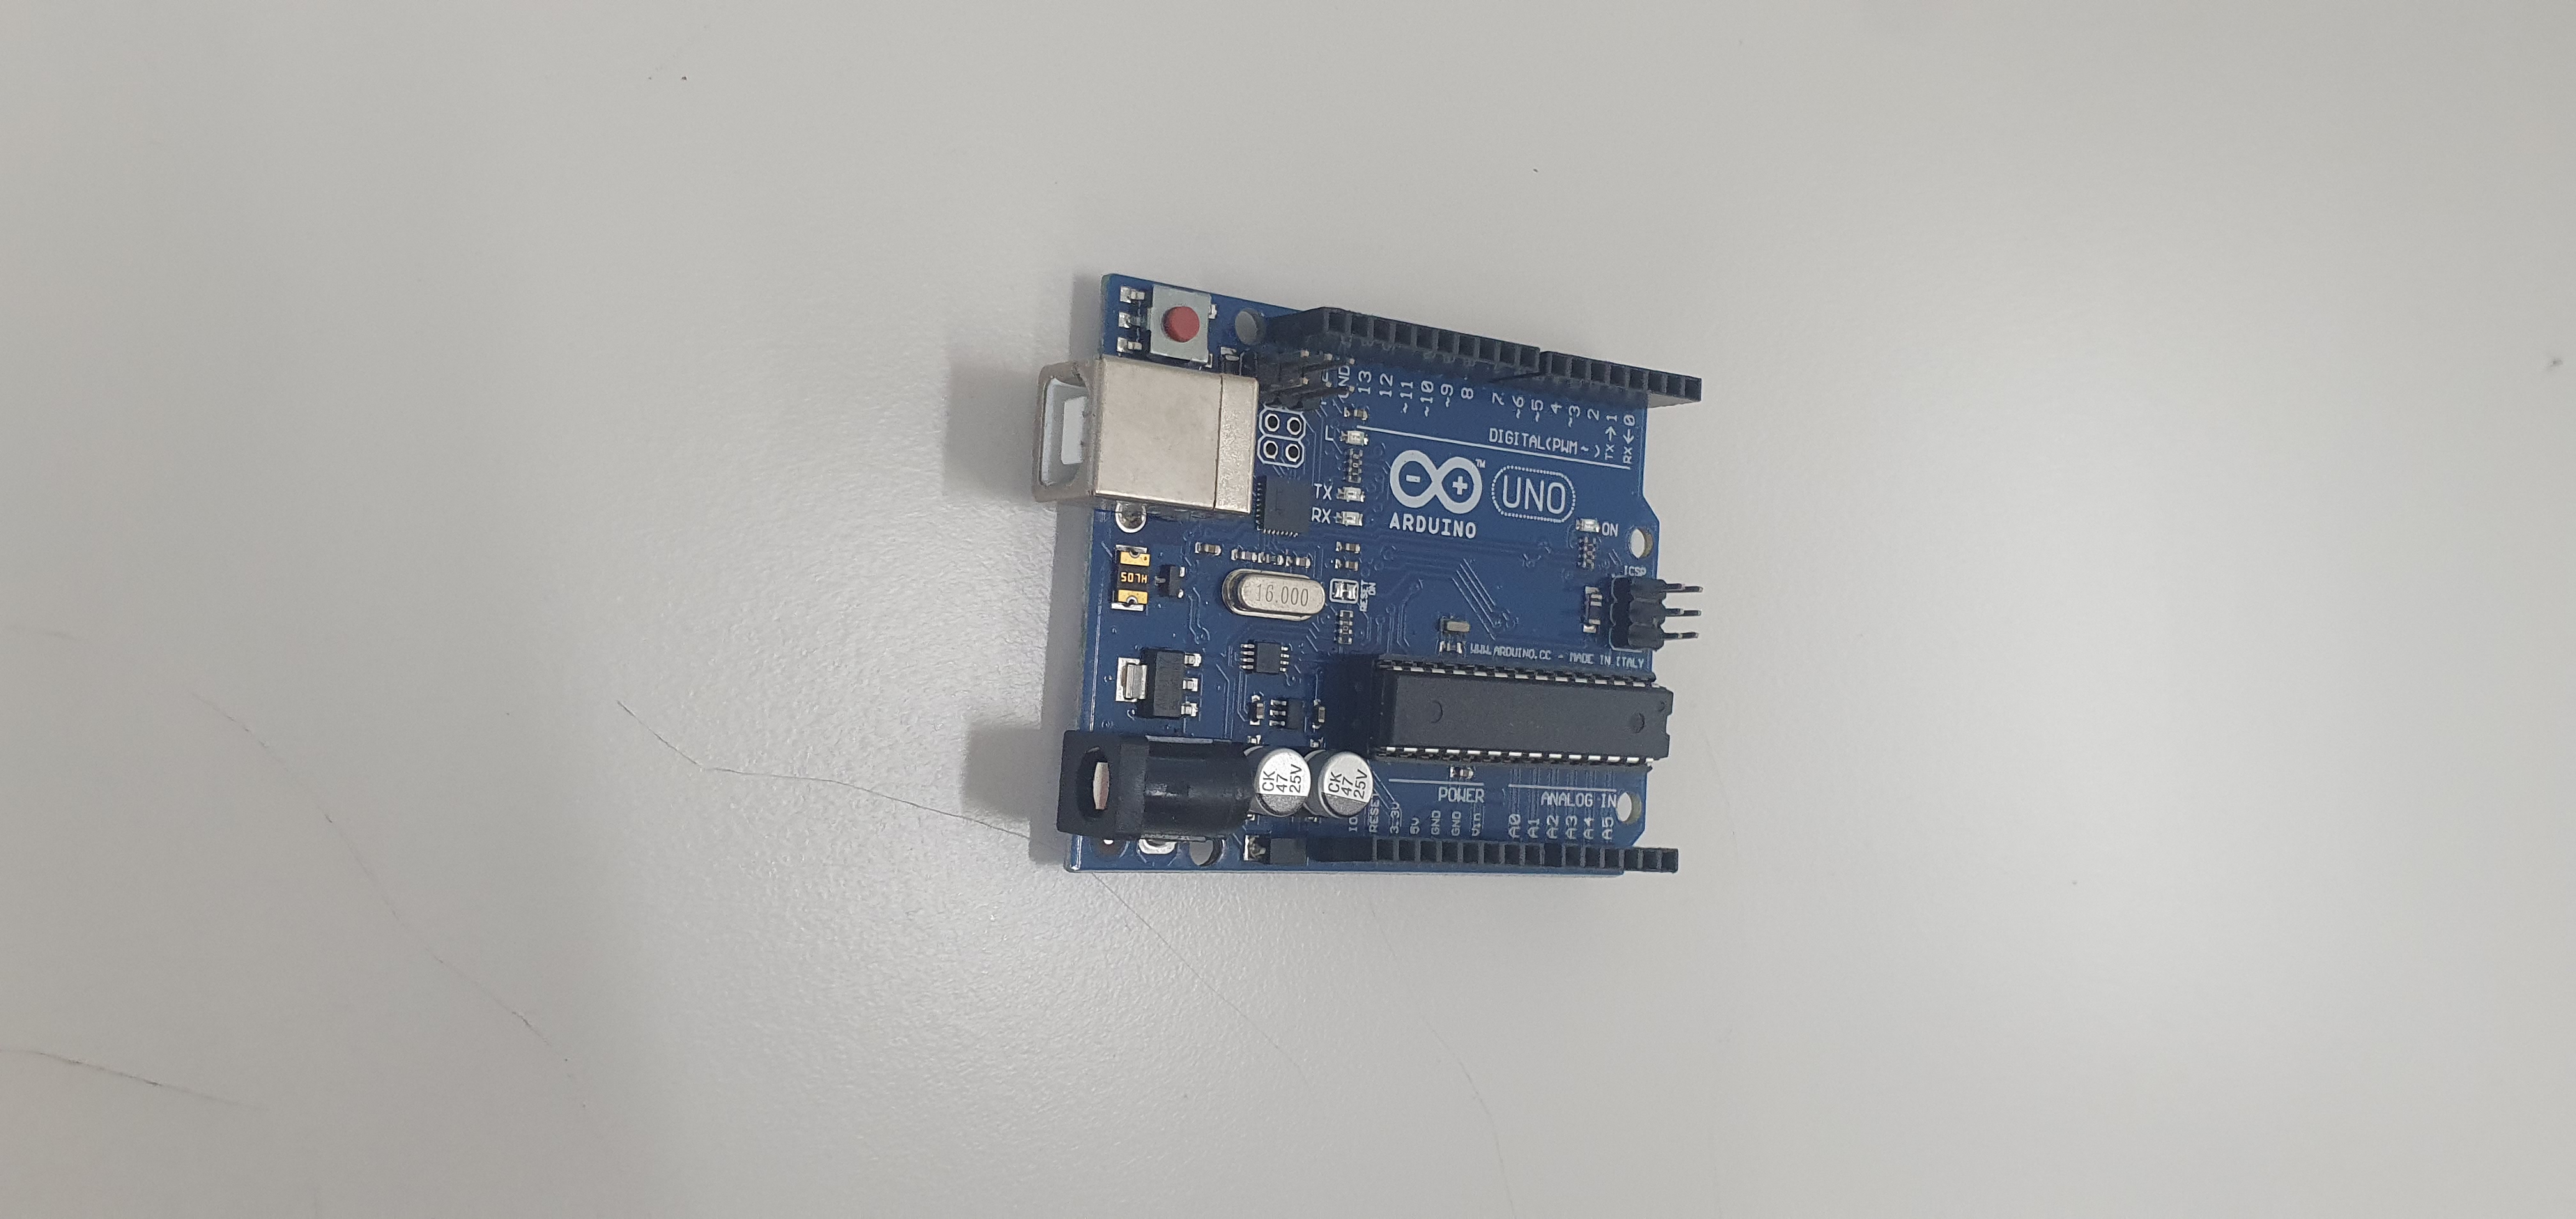 RX←0
TX→1
2
~3
4
~5
~6
7
8
~9
~10
~11
12
13
GND
DIGITAL(PWM~)
UNO
ARDUINO
ICSP
ON
L
TX
RX
RESET
16.000
WWW.ARDUINO.CC - MADE IN ITALY
ANALOG IN
A5
A4
A3
A2
A1
A0
POWER
Vin
GND
GND
5V
3.3V
RESET
CK
47
25V
CK
47
25V